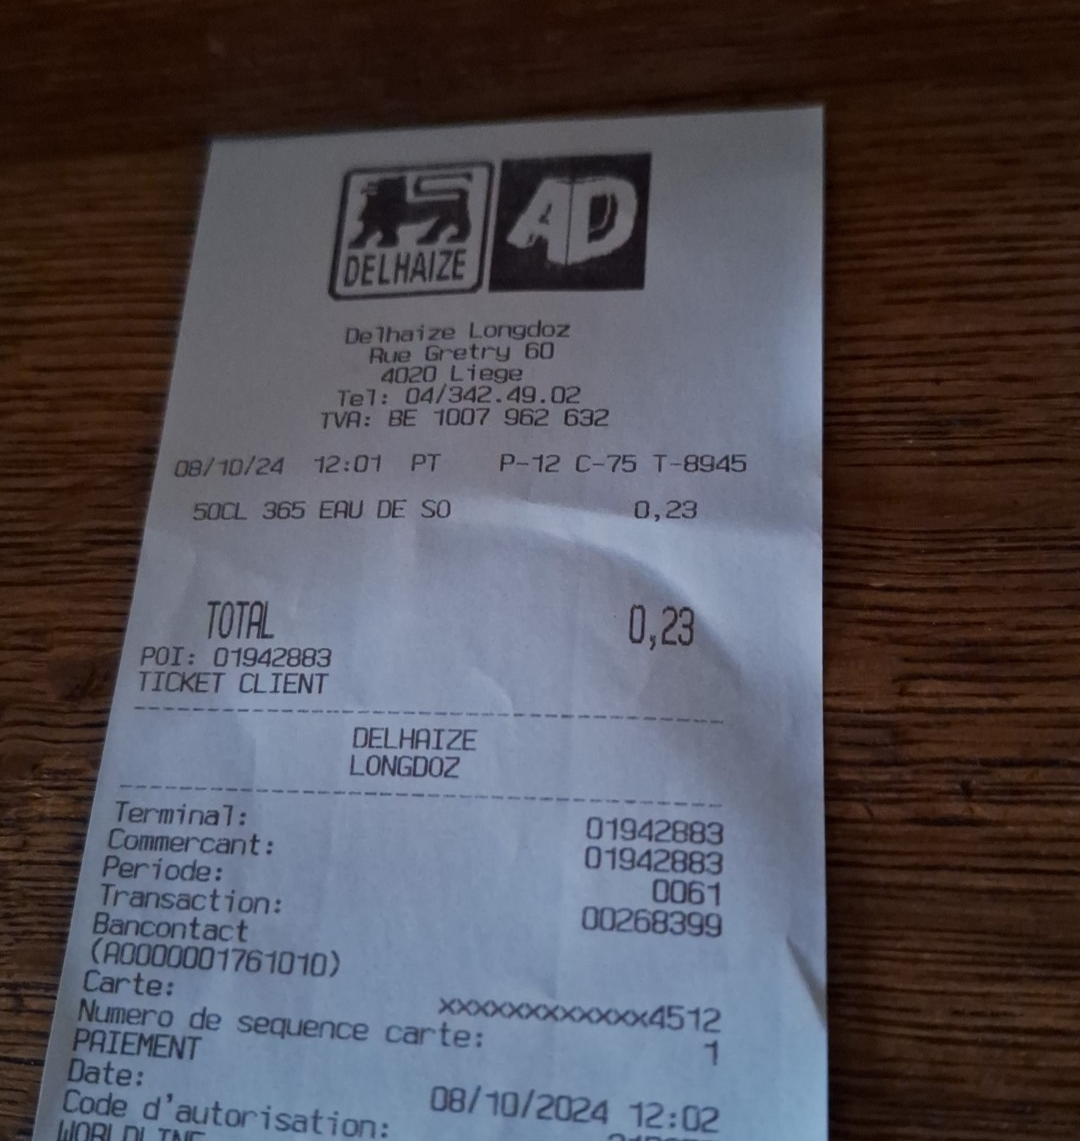 DELHAIZE AD
Delhaize Longdoz
Rue Gretry 60
4020 Liege
Tel: 04/342.49.02
TVA: BE 1007 962 632
08/10/24 12:01 PT P-12 C-75 T-8945
50CL 365 EAU DE SO 0,23
TOTAL 0,23
POI: 01942883
TICKET CLIENT
DELHAIZE
LONGDOZ
Terminal: 01942883
Commercant: 01942883
Periode: 0061
Transaction: 00268399
Bancontact
(A0000001761010)
Carte: xxxxxxxxxxxxx4512
Numero de sequence carte: 1
PAIEMENT
Date: 08/10/2024 12:02
Code d'autorisation:
WORLDLINE